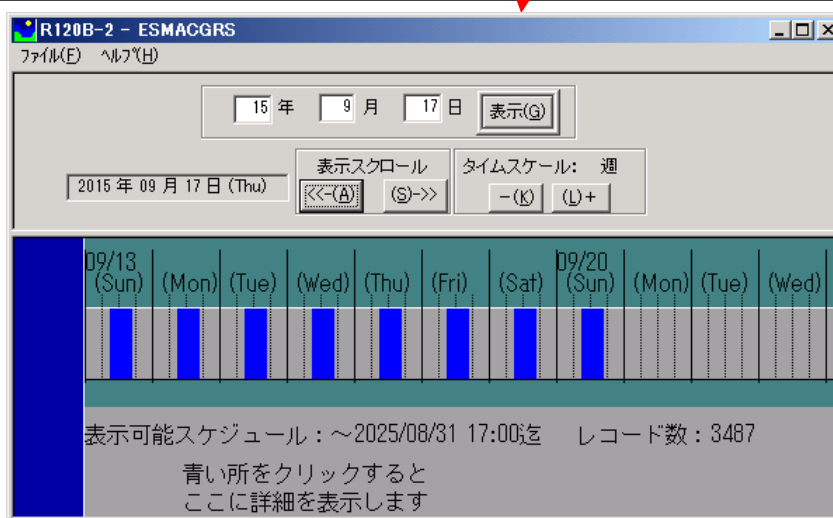 R120B-2 - ESMACGRS
ファイル(F) ヘルプ(H)
15 年 9 月 17 日 表示(G)
表示スクロール タイムスケール: 週
2015 年 09 月 17 日 (Thu) <<-(A) (S)->> -(K) (L)+
09/13 09/20
(Sun) (Mon) (Tue) (Wed) (Thu) (Fri) (Sat) (Sun) (Mon) (Tue) (Wed)
表示可能スケジュール:~2025/08/31 17:00迄 レコード数:3487
青い所をクリックすると
ここに詳細を表示します